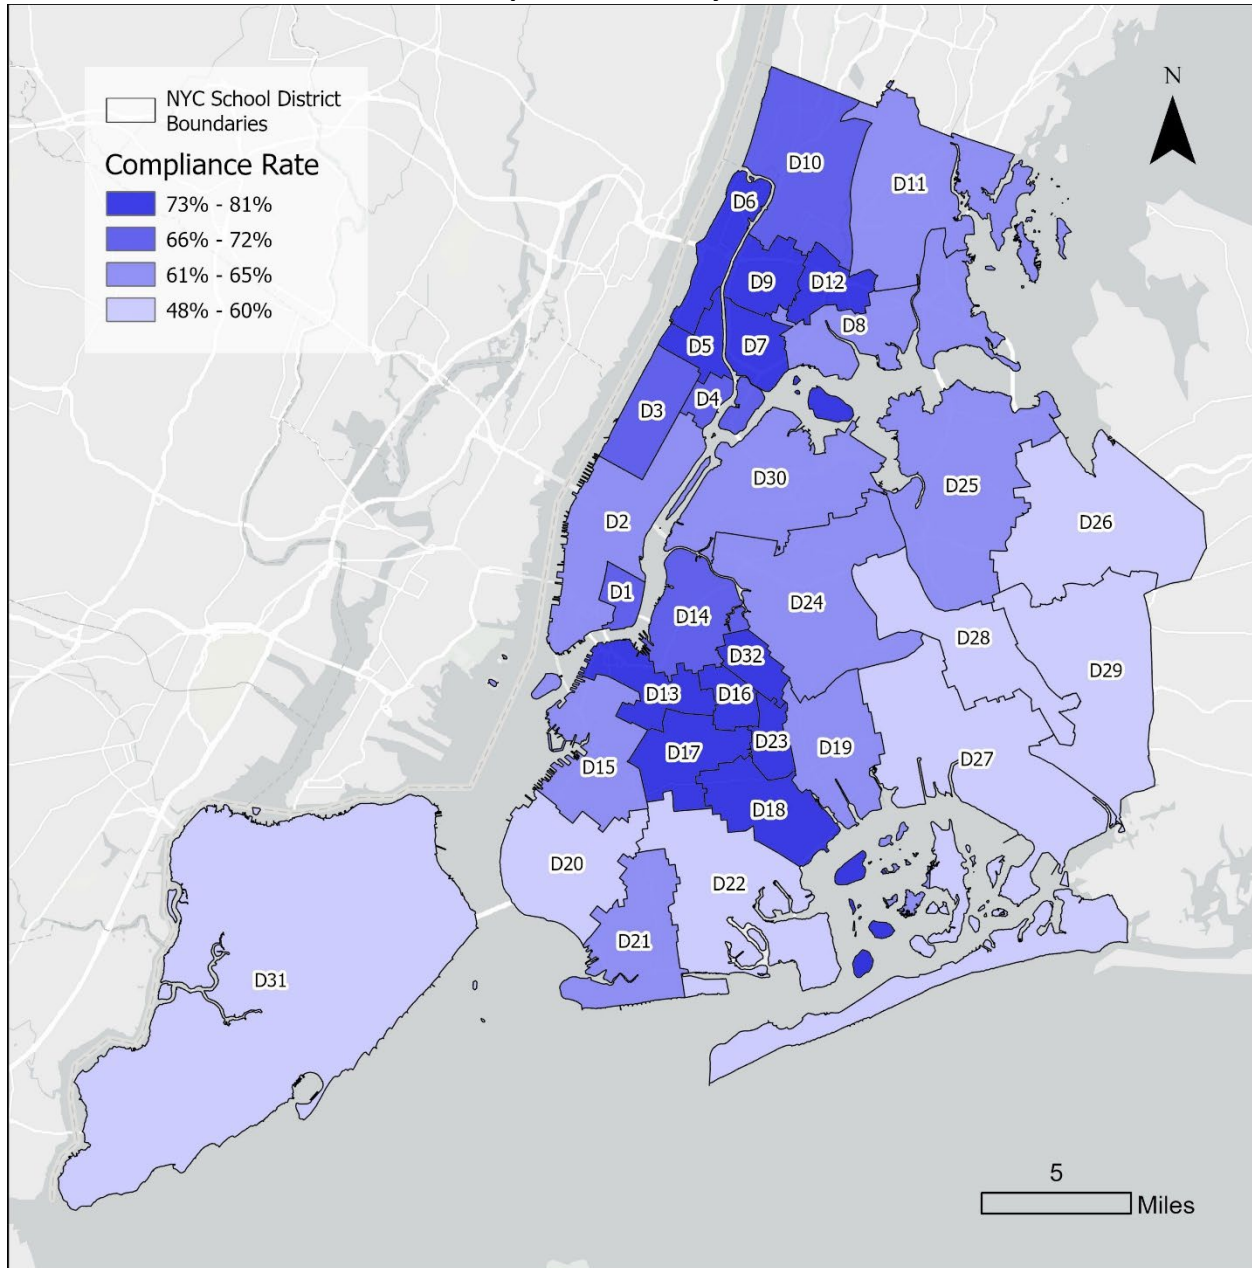 N
NYC School District
Boundaries
Compliance Rate
73% - 81%
66% - 72%
61% - 65%
48% - 60%
D10
D11
D6
D9
D12
D8
D5
D7
D4
D3
D30
D25
D26
D2
D1
D14
D24
D28
D29
D32
D13
D16
D17
D23
D19
D27
D15
D18
D20
D22
D21
D31
5
Miles